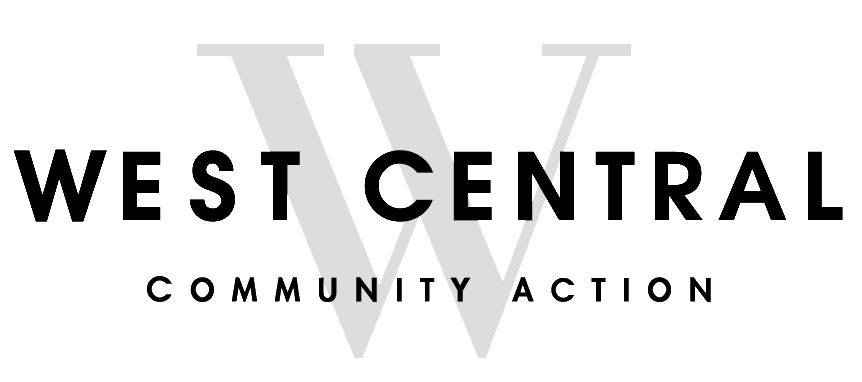 W
WEST CENTRAL
COMMUNITY ACTION